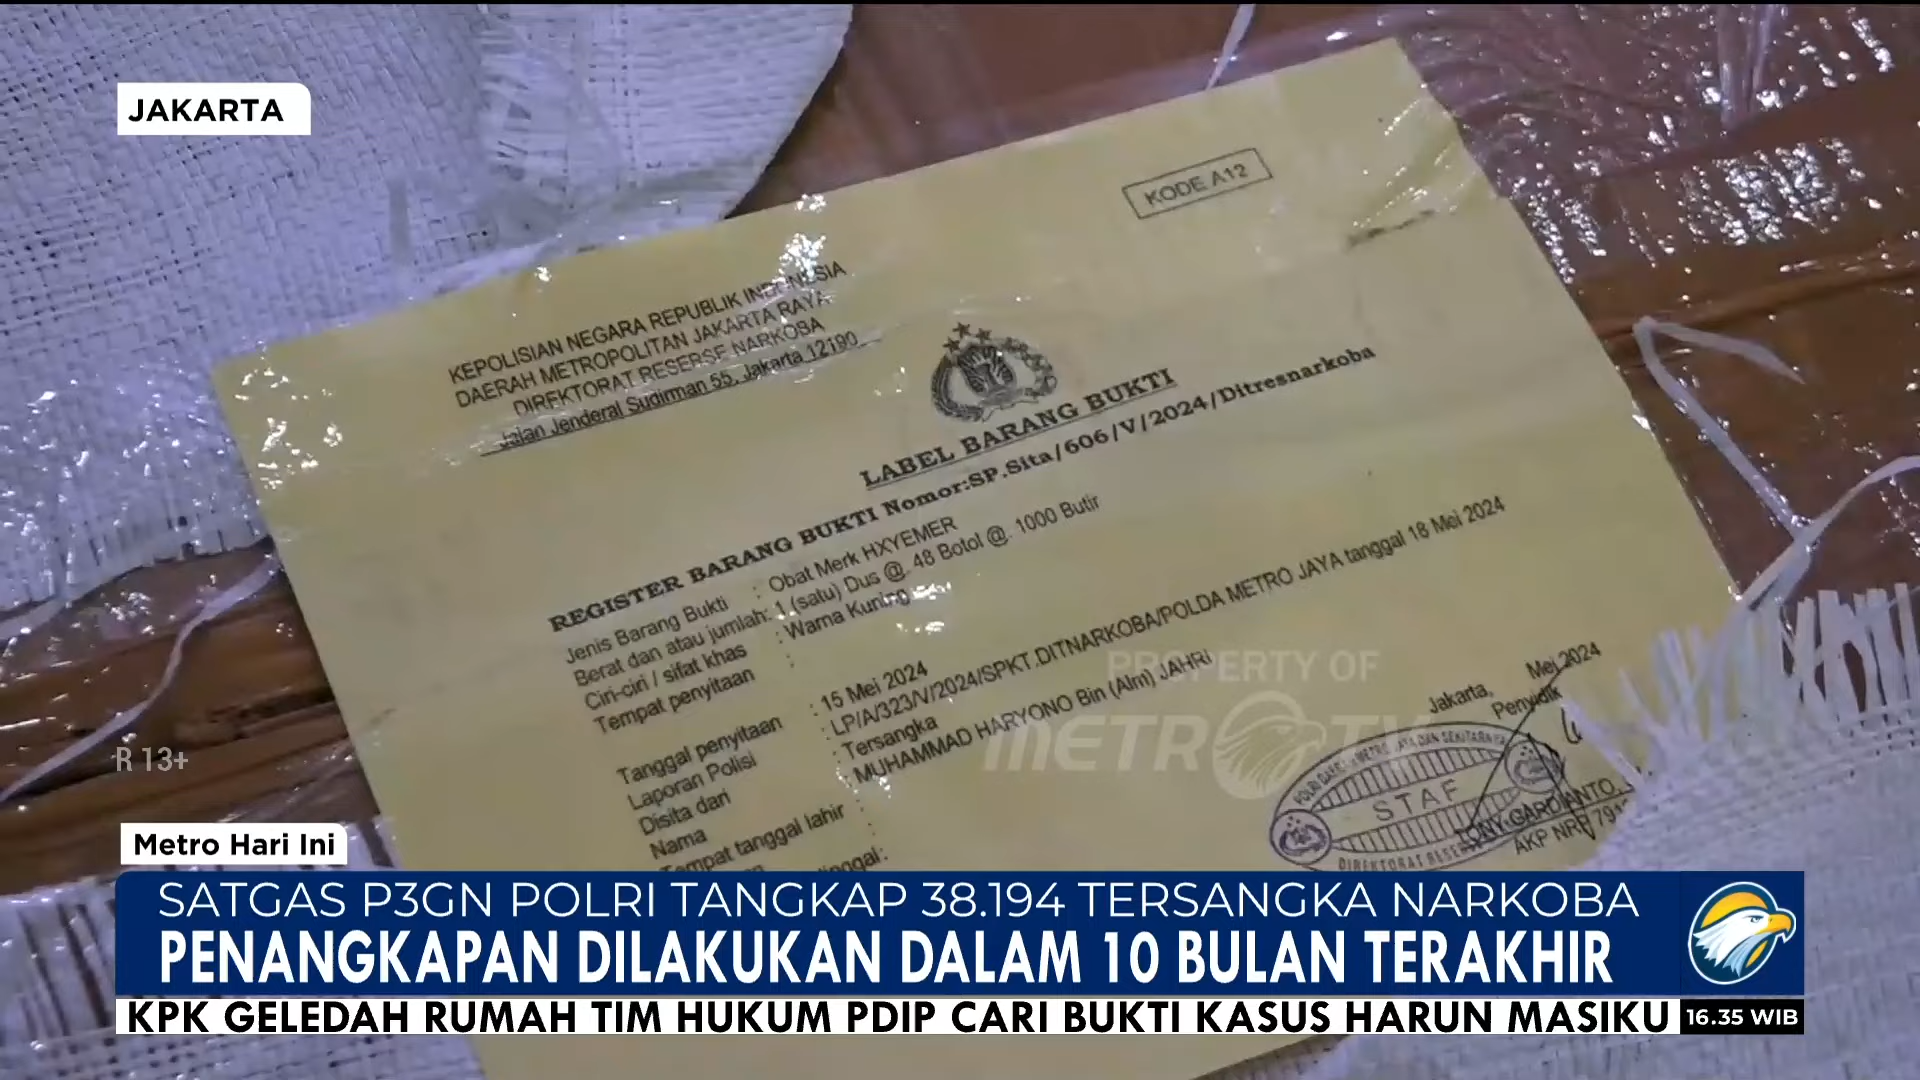 JAKARTA
KODE A12
KEPOLISIAN NEGARA REPUBLIK INDONESIA
DAERAH METROPOLITAN JAKARTA RAYA
DIREKTORAT RESERSE NARKOBA
Jalan Jenderal Sudirman 55, Jakarta 12190
LABEL BARANG BUKTI
REGISTER BARANG BUKTI Nomor:SP.Sita/606/V/2024/Ditresnarkoba
Jenis Barang Bukti : Obat Merk HXYEMER
Berat dan atau jumlah: 1 (satu) Dus @. 48 Botol @. 1000 Butir
Ciri-ciri / sifat khas : Warna Kuning
Tempat penyitaan :
Tanggal penyitaan : 15 Mei 2024
Laporan Polisi : LP/A/323/V/2024/SPKT.DITNARKOBA/POLDA METRO JAYA tanggal 18 Mei 2024
Disita dari : Tersangka
Nama : MUHAMMAD HARYONO Bin (Alm) JAHRI
Tempat tanggal lahir :
tinggal:
Jakarta, Mei 2024
Penyidik
STAF
DIREKTORAT
TONY GARDIANTO,
AKP NRP
PROPERTY OF
METRO TV
R 13+
Metro Hari Ini
SATGAS P3GN POLRI TANGKAP 38.194 TERSANGKA NARKOBA
PENANGKAPAN DILAKUKAN DALAM 10 BULAN TERAKHIR
KPK GELEDAH RUMAH TIM HUKUM PDIP CARI BUKTI KASUS HARUN MASIKU
16.35 WIB